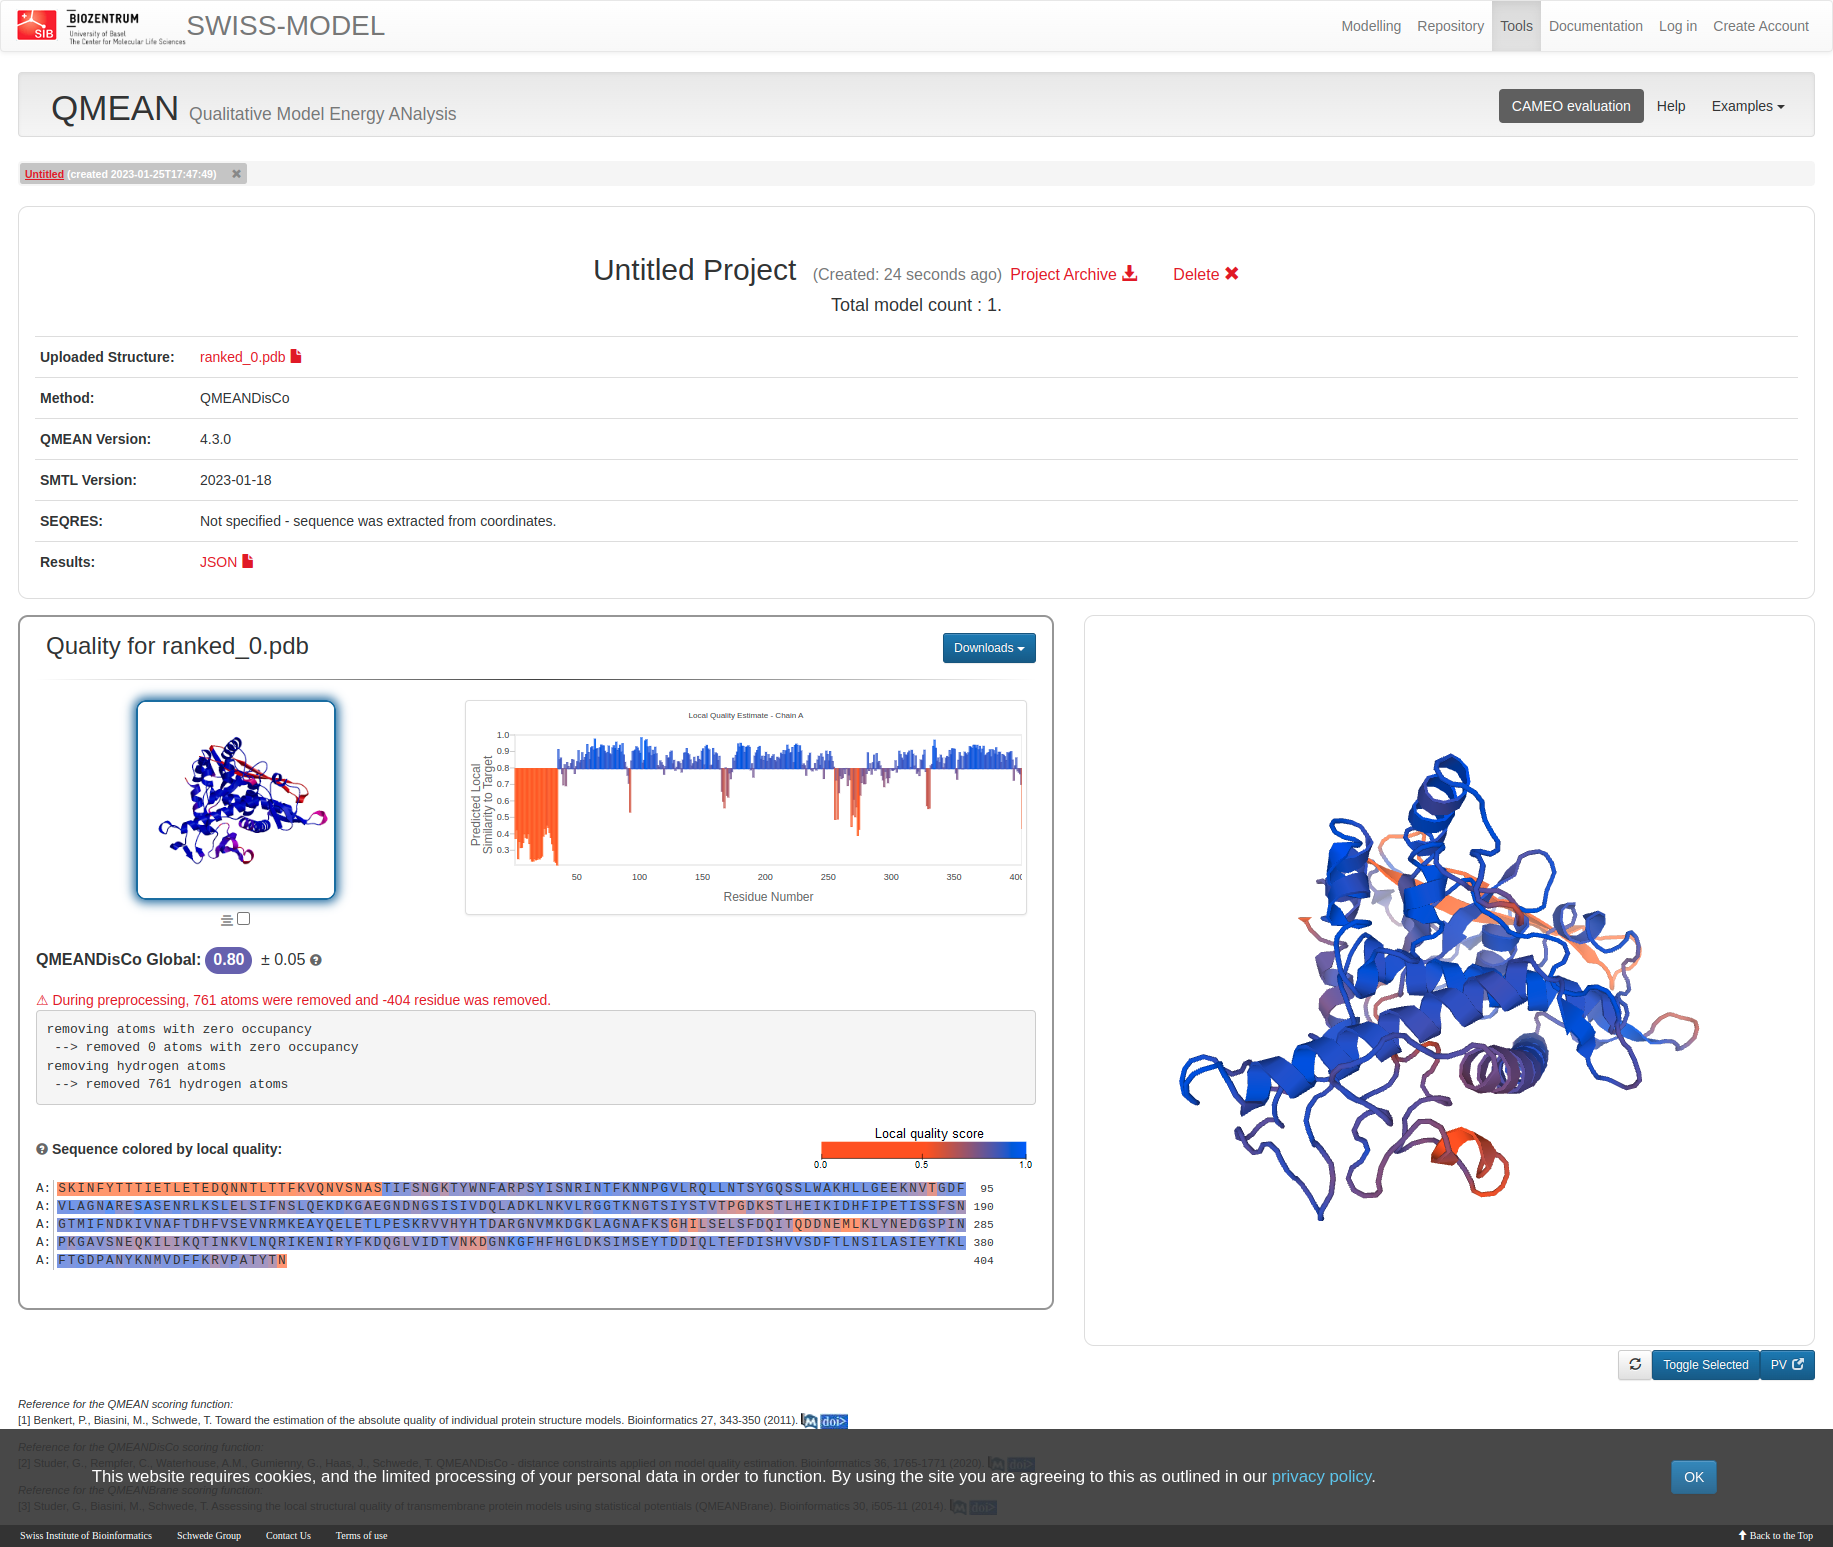 SIB
BIOZENTRUM
University of Basel
The Center for Molecular Life Sciences
SWISS-MODEL
Modelling
Repository
Tools
Documentation
Log in
Create Account
QMEAN Qualitative Model Energy ANalysis
CAMEO evaluation
Help
Examples
Untitled (created 2023-01-25T17:47:49)
Untitled Project (Created: 24 seconds ago) Project Archive Delete
Total model count : 1.
Uploaded Structure: ranked_0.pdb
Method: QMEANDisCo
QMEAN Version: 4.3.0
SMTL Version: 2023-01-18
SEQRES: Not specified - sequence was extracted from coordinates.
Results: JSON
Quality for ranked_0.pdb
Downloads
Local Quality Estimate - Chain A
Predicted Local
Similarity to Target
1.0
0.9
0.8
0.7
0.6
0.5
0.4
0.3
50 100 150 200 250 300 350 400
Residue Number
QMEANDisCo Global: 0.80 ± 0.05
⚠ During preprocessing, 761 atoms were removed and -404 residue was removed.
removing atoms with zero occupancy
--> removed 0 atoms with zero occupancy
removing hydrogen atoms
--> removed 761 hydrogen atoms
Sequence colored by local quality:
Local quality score
0.0 0.5 1.0
A: SKINFYTTTIETLETEDQNNTLTTFKVQNVSNASTIFSNGKTYWNFARPSYISNRINTFKNNPGVLRQLLNTSYGQSSLWAKHLLGEEKNVTGDF 95
A: VLAGNARESASENRLKSLELSIFNSLQEKDKGAEGNDNGSISIVDQLADKLNKVLRGGTKNGTSIYSTVTPGDKSTLHEIKIDHFIPETISSFSN 190
A: GTMIFNDKIVNAFTDHFVSEVNRMKEAYQELETLPESKRVVHYHTDARGNVMKDGKLAGNAFKSGHILSELSFDQITQDDNEMLKLYNEDGSPIN 285
A: PKGAVSNEQKILIKQTINKVLNQRIKENIRYFKDQGLVIDTVNKDGNKGFHFHGLDKSIMSEYTDDIQLTEFDISHVVSDFTLNSILASIEYTKL 380
A: FTGDPANYKNMVDFFKRVPATYTN 404
Toggle Selected
PV
Reference for the QMEAN scoring function:
[1] Benkert, P., Biasini, M., Schwede, T. Toward the estimation of the absolute quality of individual protein structure models. Bioinformatics 27, 343-350 (2011). doi>
Reference for the QMEANDisCo scoring function:
[2] Studer, G., Rempfer, C., Waterhouse, A.M., Gumienny, G., Haas, J., Schwede, T. QMEANDisCo - distance constraints applied on model quality estimation. Bioinformatics 36, 1765-1771 (2020). doi>
This website requires cookies, and the limited processing of your personal data in order to function. By using the site you are agreeing to this as outlined in our privacy policy.
OK
Reference for the QMEANBrane scoring function:
[3] Studer, G., Biasini, M., Schwede, T. Assessing the local structural quality of transmembrane protein models using statistical potentials (QMEANBrane). Bioinformatics 30, i505-11 (2014). doi>
Swiss Institute of Bioinformatics
Schwede Group
Contact Us
Terms of use
Back to the Top